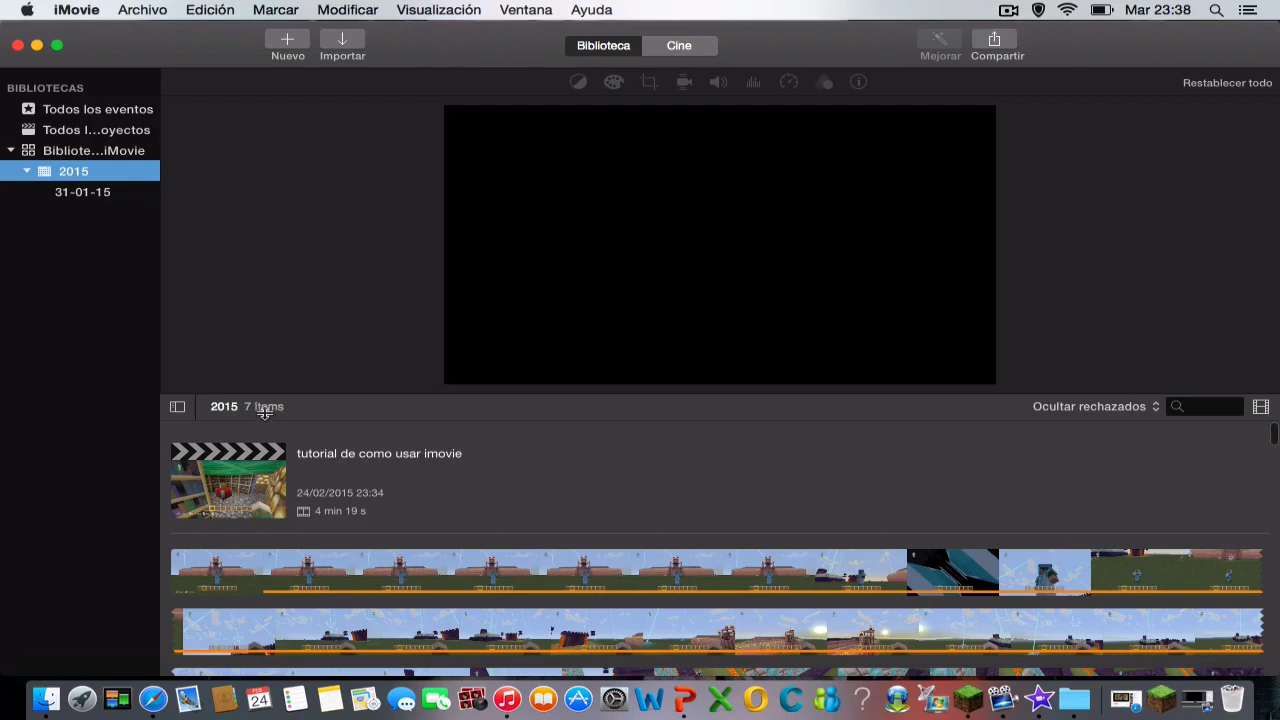 iMovie Archivo Edición Marcar Modificar Visualización Ventana Ayuda Mar 23:38
Nuevo Importar Biblioteca Cine Mejorar Compartir
BIBLIOTECAS
Restablecer todo
Todos los eventos
Todos l...oyectos
Bibliote...iMovie
2015
31-01-15
2015 7 ítems Ocultar rechazados
tutorial de como usar imovie
24/02/2015 23:34
4 min 19 s
FEB
24